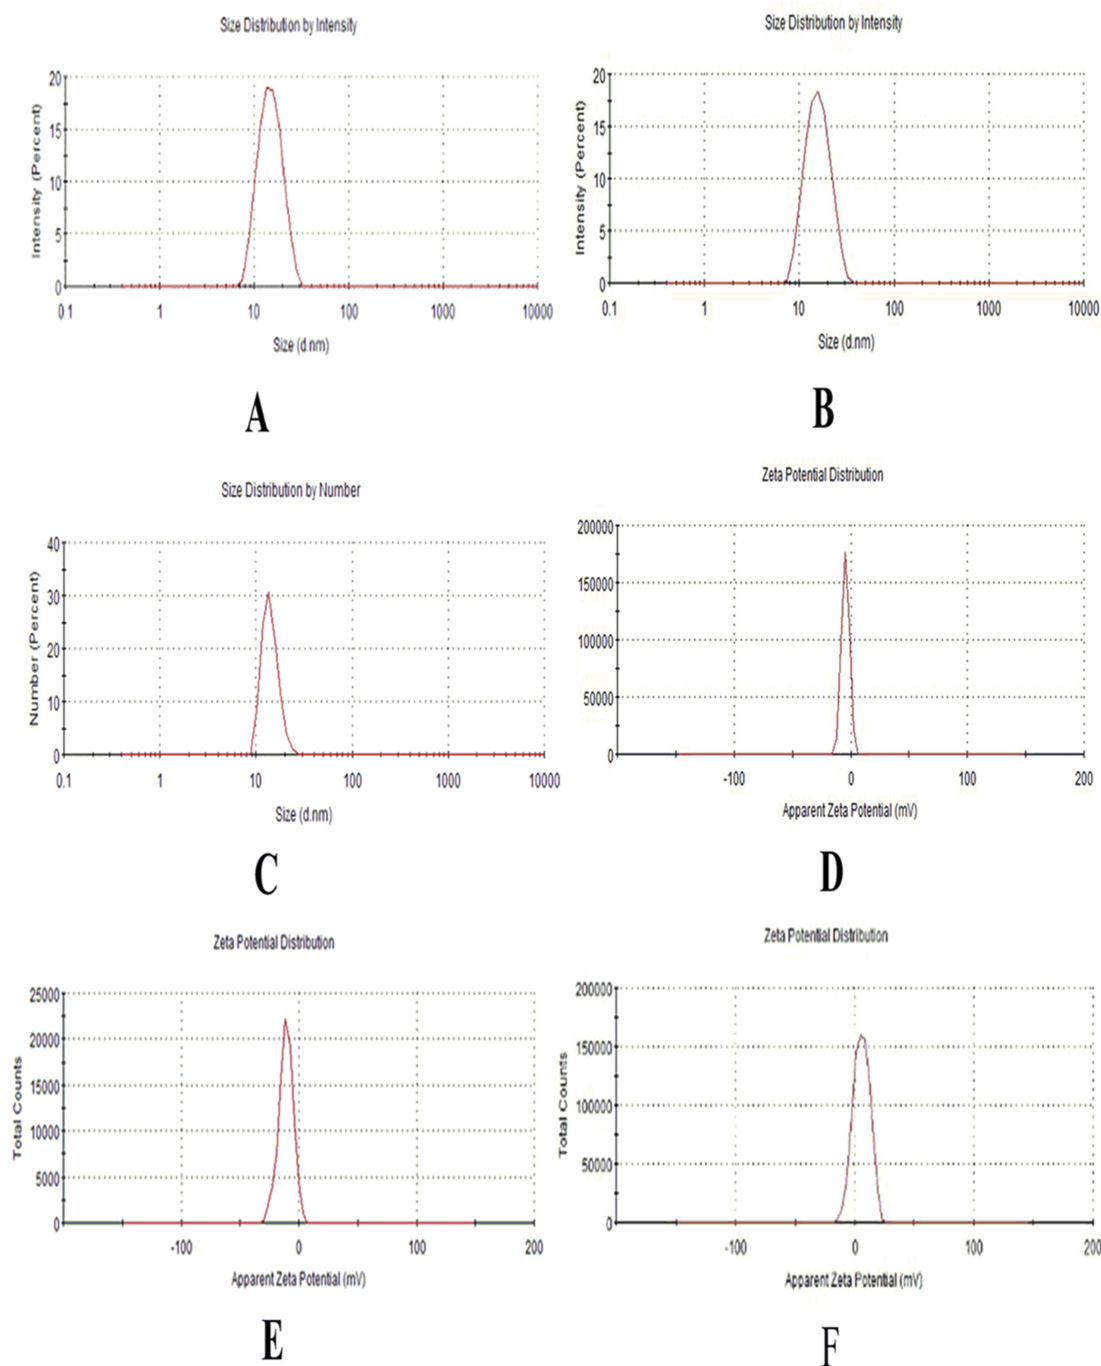 Size Distribution by Intensity
Intensity (Percent)
20
15
10
5
0
0.1 1 10 100 1000 10000
Size (d.nm)
A
Size Distribution by Intensity
Intensity (Percent)
20
15
10
5
0
0.1 1 10 100 1000 10000
Size (d.nm)
B
Size Distribution by Number
Number (Percent)
40
30
20
10
0
0.1 1 10 100 1000 10000
Size (d.nm)
C
Zeta Potential Distribution
200000
150000
100000
50000
0
-100 0 100 200
Apparent Zeta Potential (mV)
D
Zeta Potential Distribution
Total Counts
25000
20000
15000
10000
5000
0
-100 0 100 200
Apparent Zeta Potential (mV)
E
Zeta Potential Distribution
Total Counts
200000
150000
100000
50000
0
-100 0 100 200
Apparent Zeta Potential (mV)
F